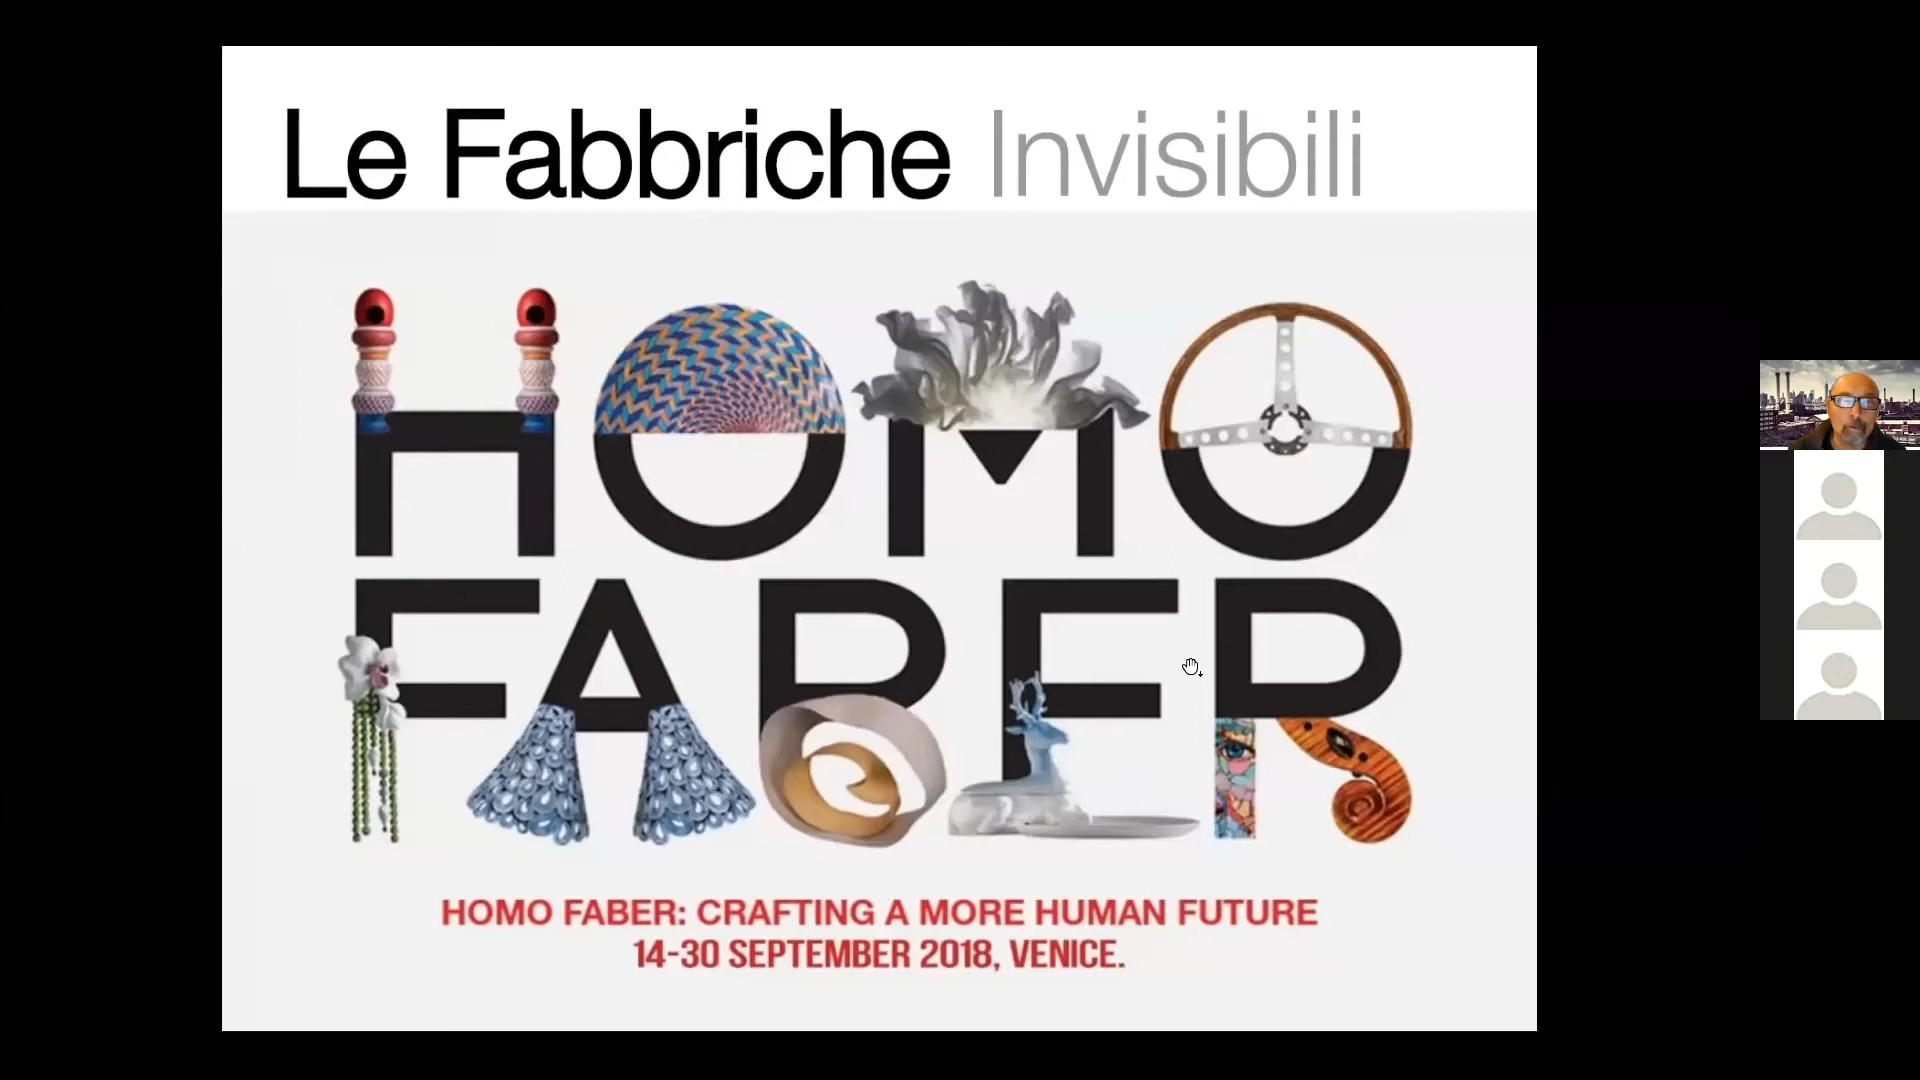 Le Fabbriche Invisibili
HOMO
FABER
HOMO FABER: CRAFTING A MORE HUMAN FUTURE
14-30 SEPTEMBER 2018, VENICE.